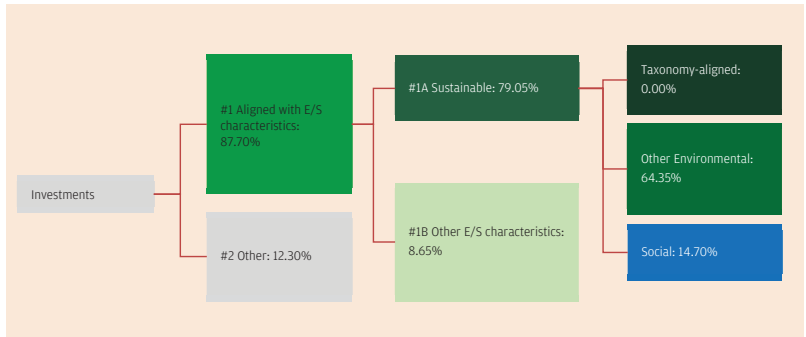 Investments
#1 Aligned with E/S
characteristics:
87.70%
#2 Other: 12.30%
#1A Sustainable: 79.05%
#1B Other E/S characteristics:
8.65%
Taxonomy-aligned:
0.00%
Other Environmental:
64.35%
Social: 14.70%